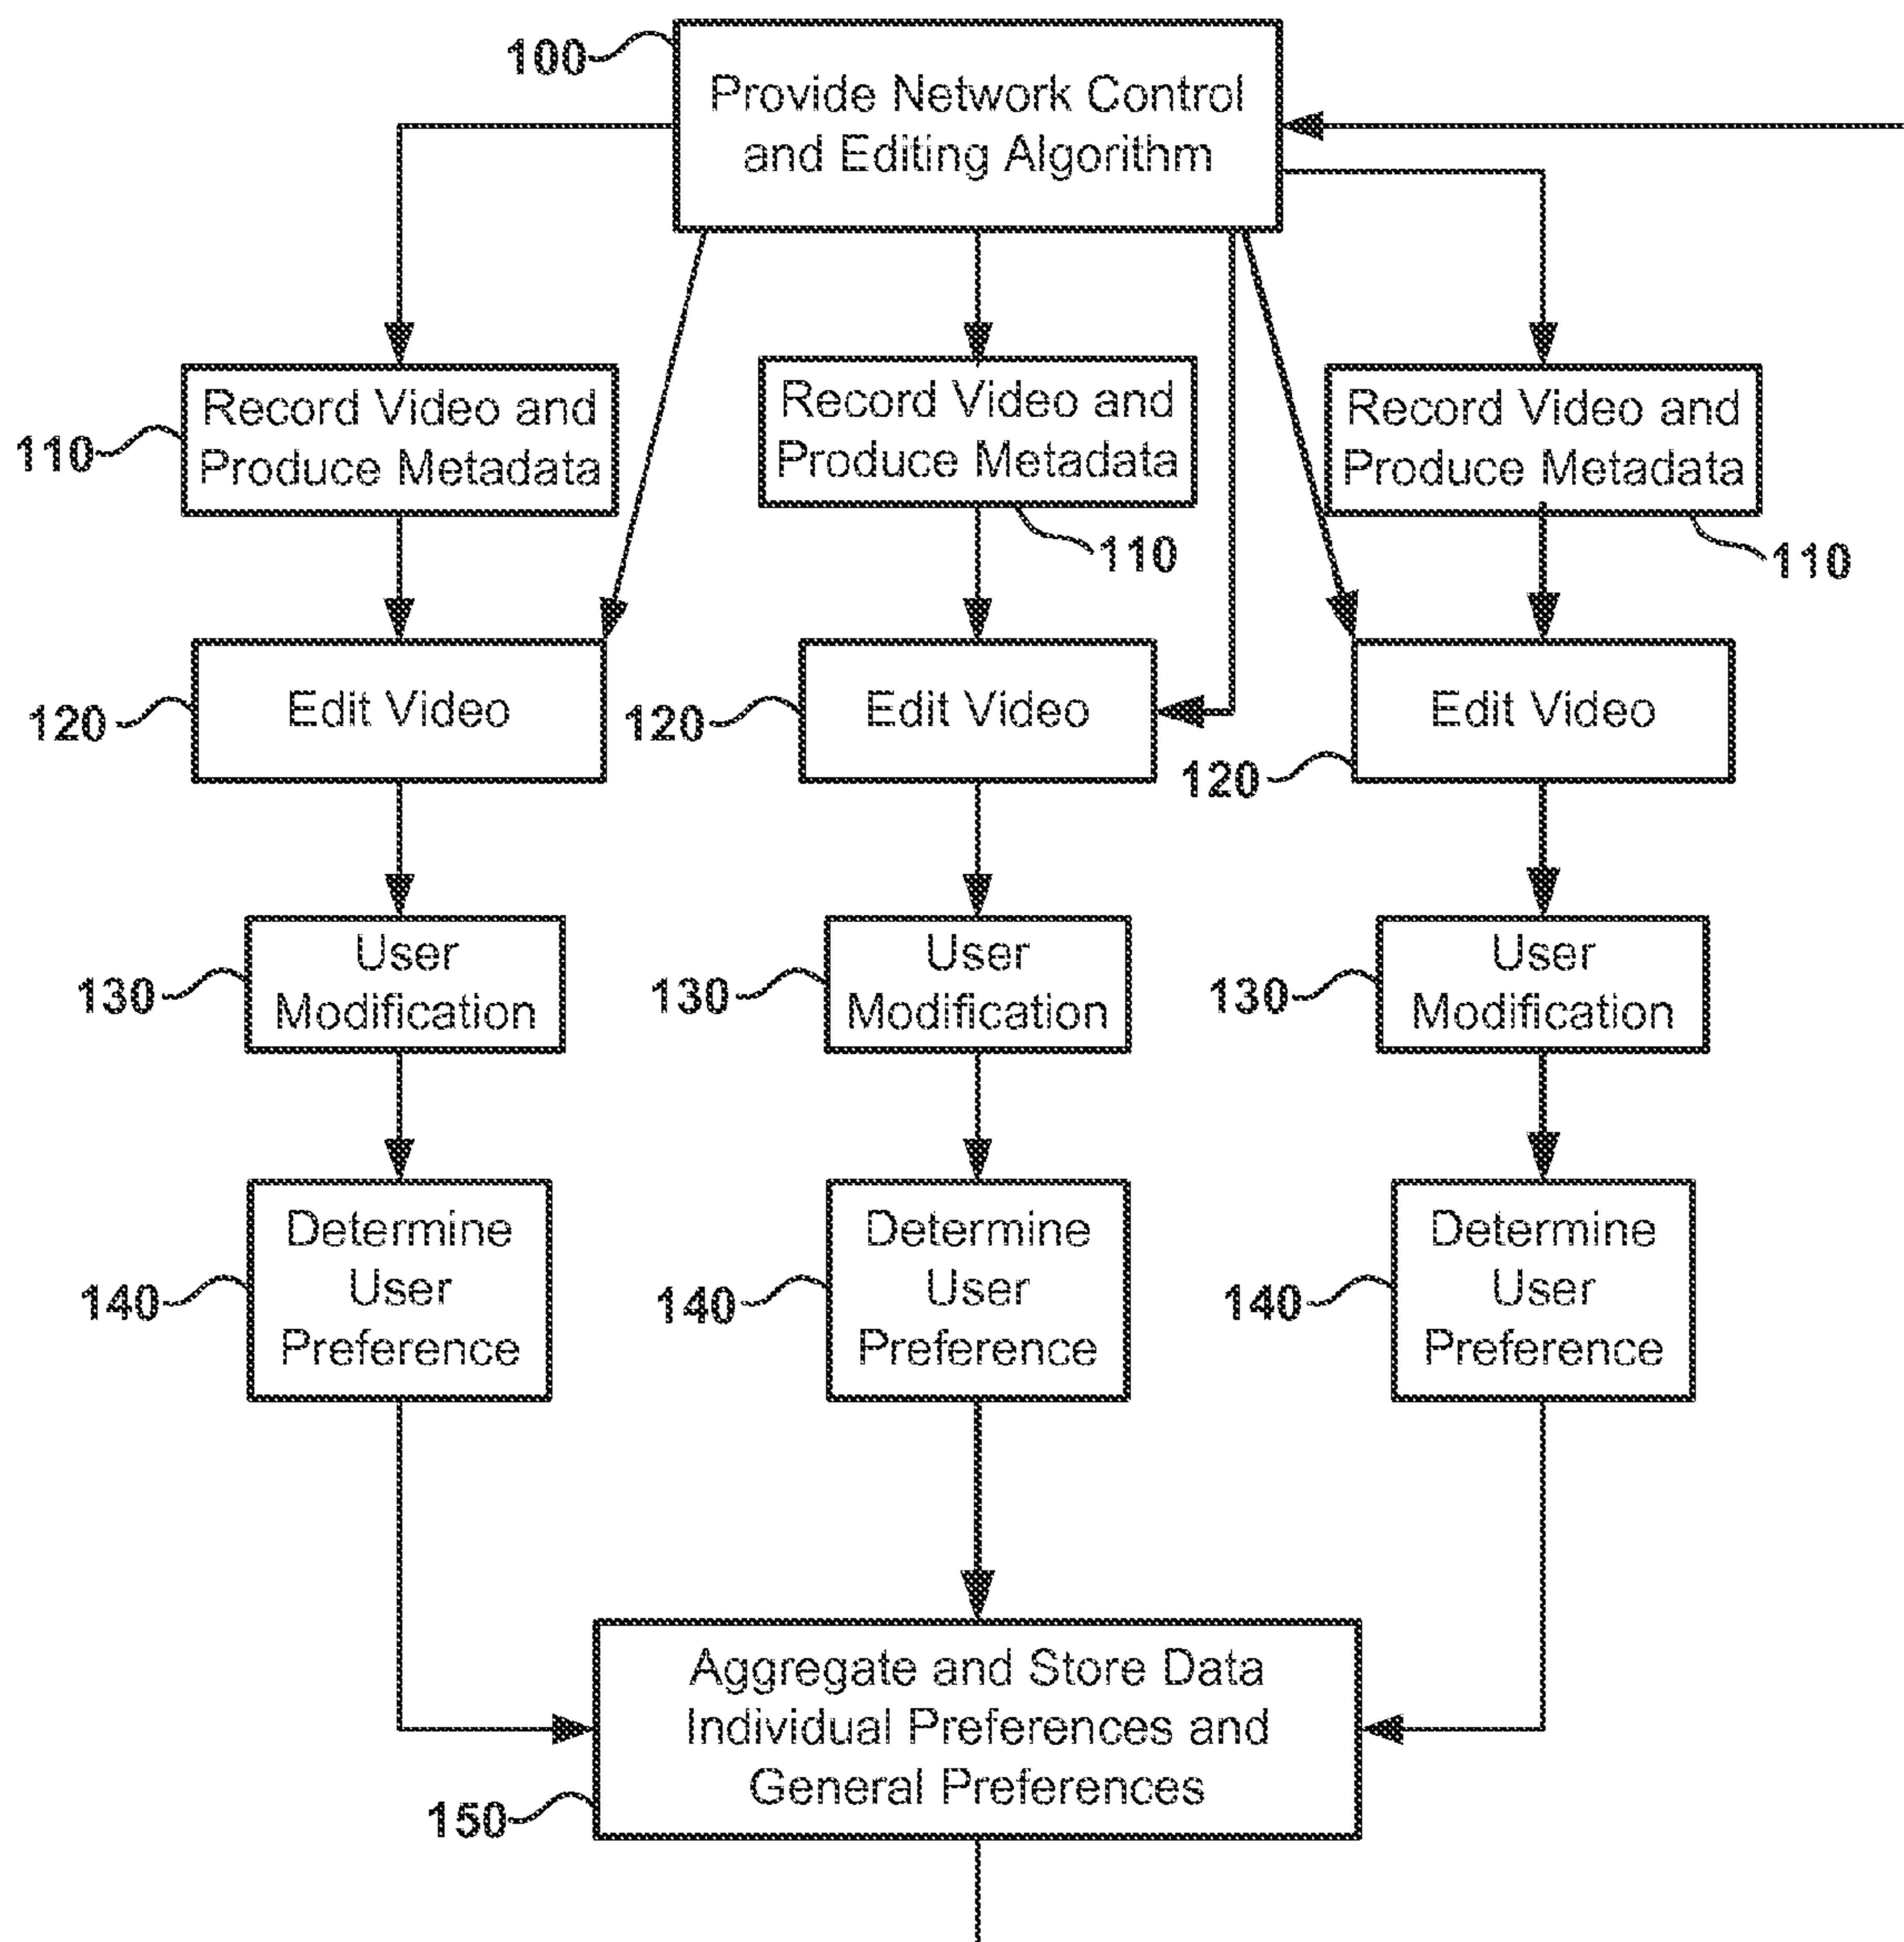 100
Provide Network Control
and Editing Algorithm
110
Record Video and
Produce Metadata
Record Video and
Produce Metadata
110
Record Video and
Produce Metadata
110
120
Edit Video
120
Edit Video
120
Edit Video
130
User
Modification
130
User
Modification
130
User
Modification
140
Determine
User
Preference
140
Determine
User
Preference
140
Determine
User
Preference
Aggregate and Store Data
Individual Preferences and
General Preferences
150